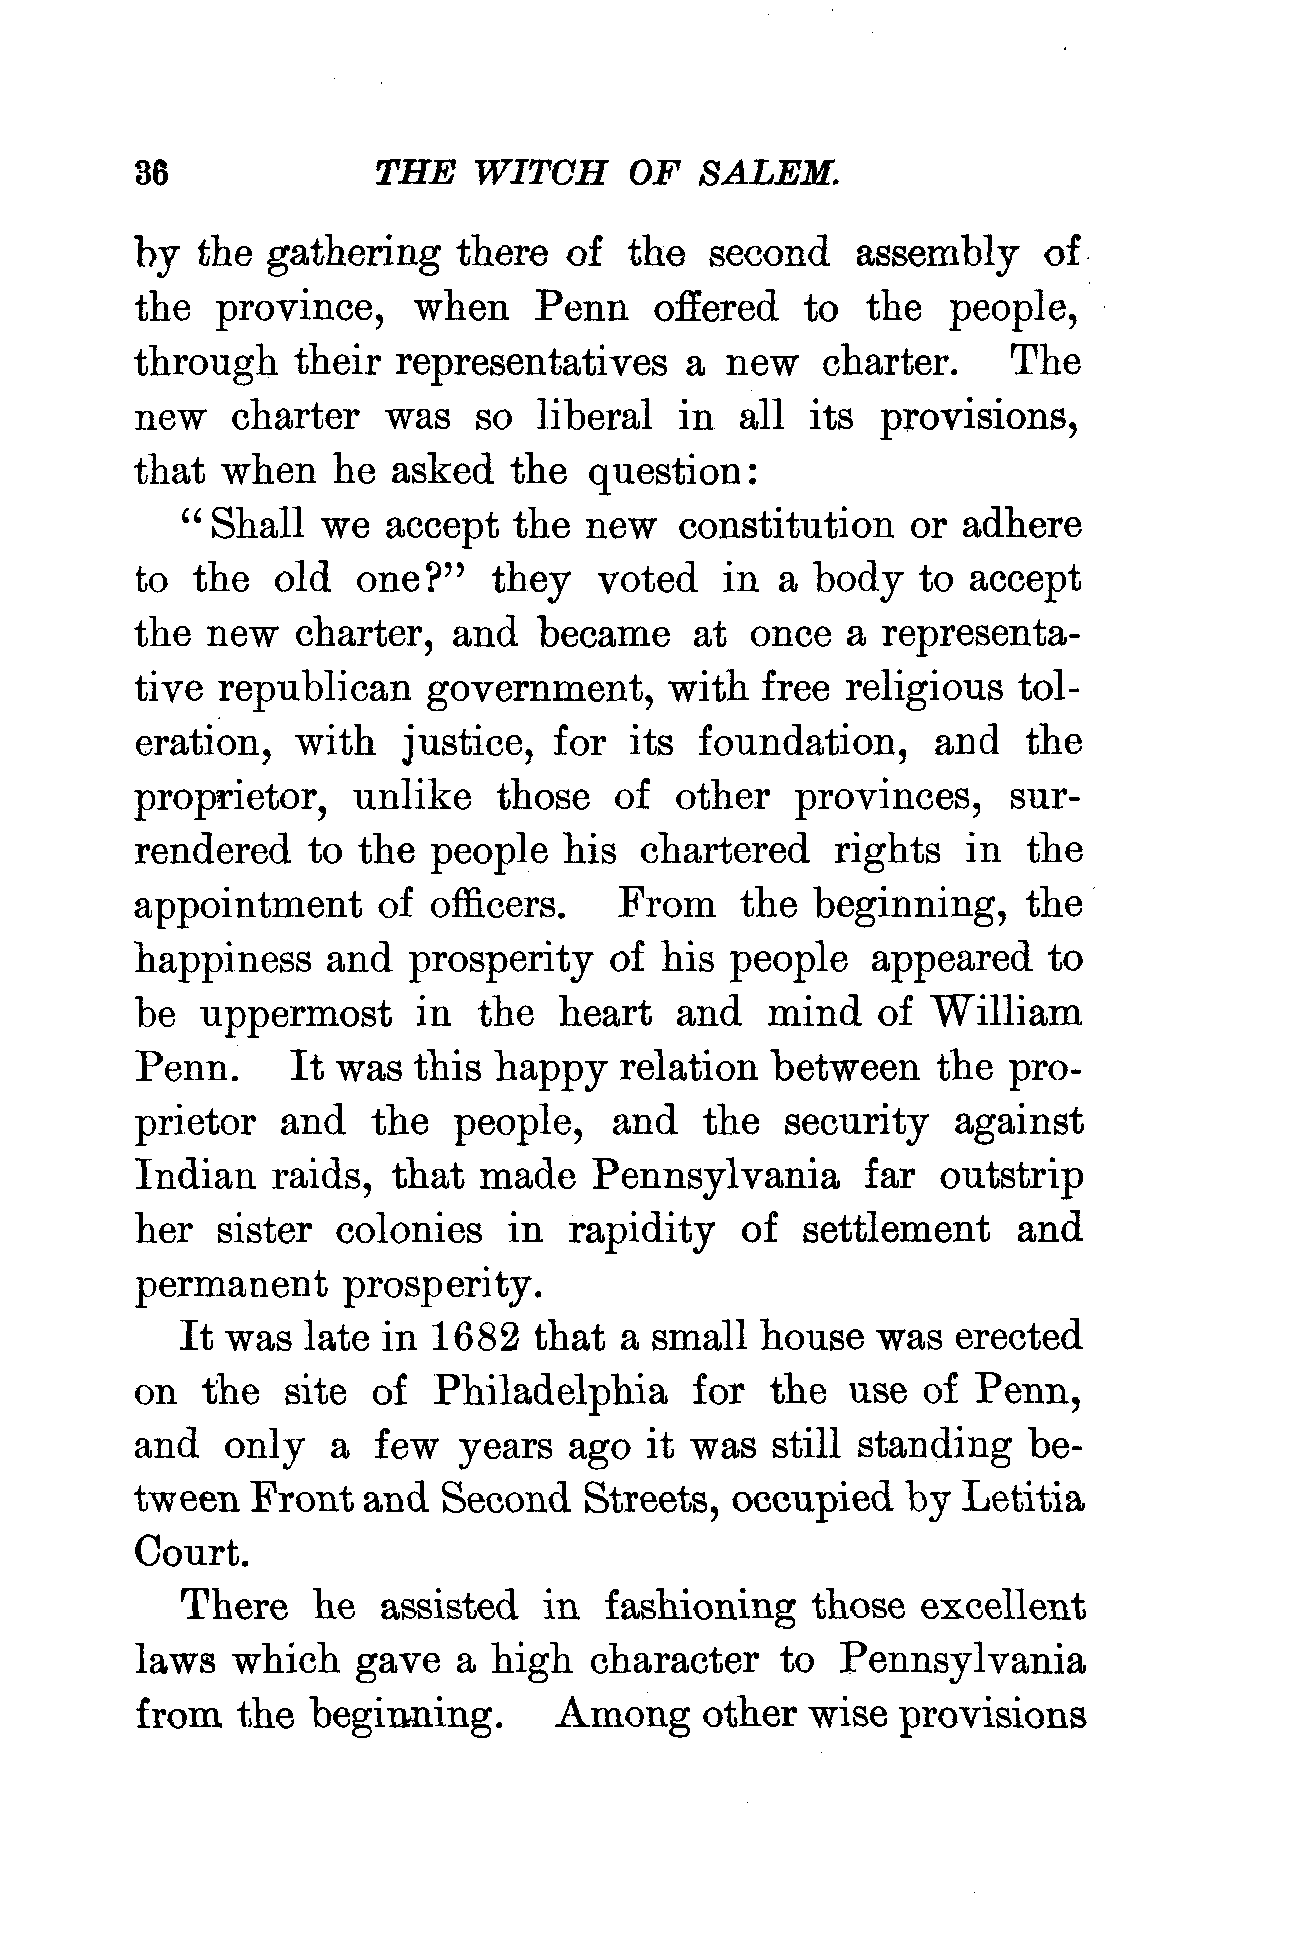 36 THE WITCH OF SALEM.
by the gathering there of the second assembly of
the province, when Penn offered to the people,
through their representatives a new charter. The
new charter was so liberal in all its provisions,
that when he asked the question:
“Shall we accept the new constitution or adhere
to the old one?” they voted in a body to accept
the new charter, and became at once a representa-
tive republican government, with free religious tol-
eration, with justice, for its foundation, and the
proprietor, unlike those of other provinces, sur-
rendered to the people his chartered rights in the
appointment of officers. From the beginning, the
happiness and prosperity of his people appeared to
be uppermost in the heart and mind of William
Penn. It was this happy relation between the pro-
prietor and the people, and the security against
Indian raids, that made Pennsylvania far outstrip
her sister colonies in rapidity of settlement and
permanent prosperity.
It was late in 1682 that a small house was erected
on the site of Philadelphia for the use of Penn,
and only a few years ago it was still standing be-
tween Front and Second Streets, occupied by Letitia
Court.
There he assisted in fashioning those excellent
laws which gave a high character to Pennsylvania
from the beginning. Among other wise provisions